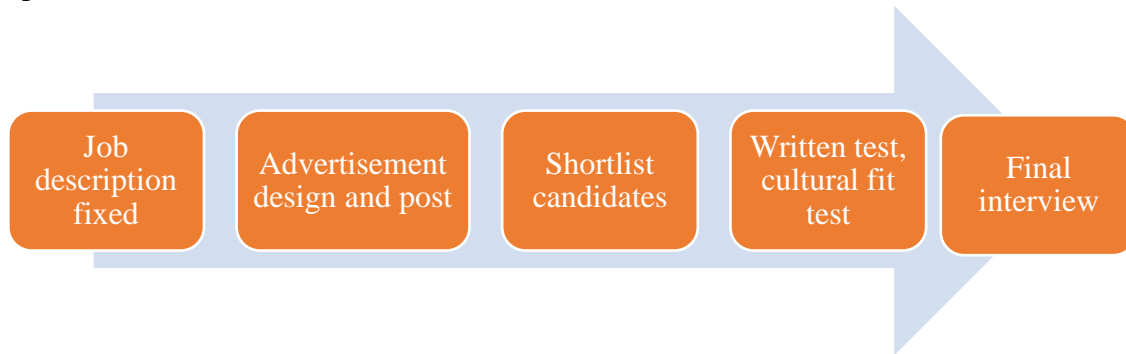 Job
description
fixed
Advertisement
design and post
Shortlist
candidates
Written test,
cultural fit
test
Final
interview